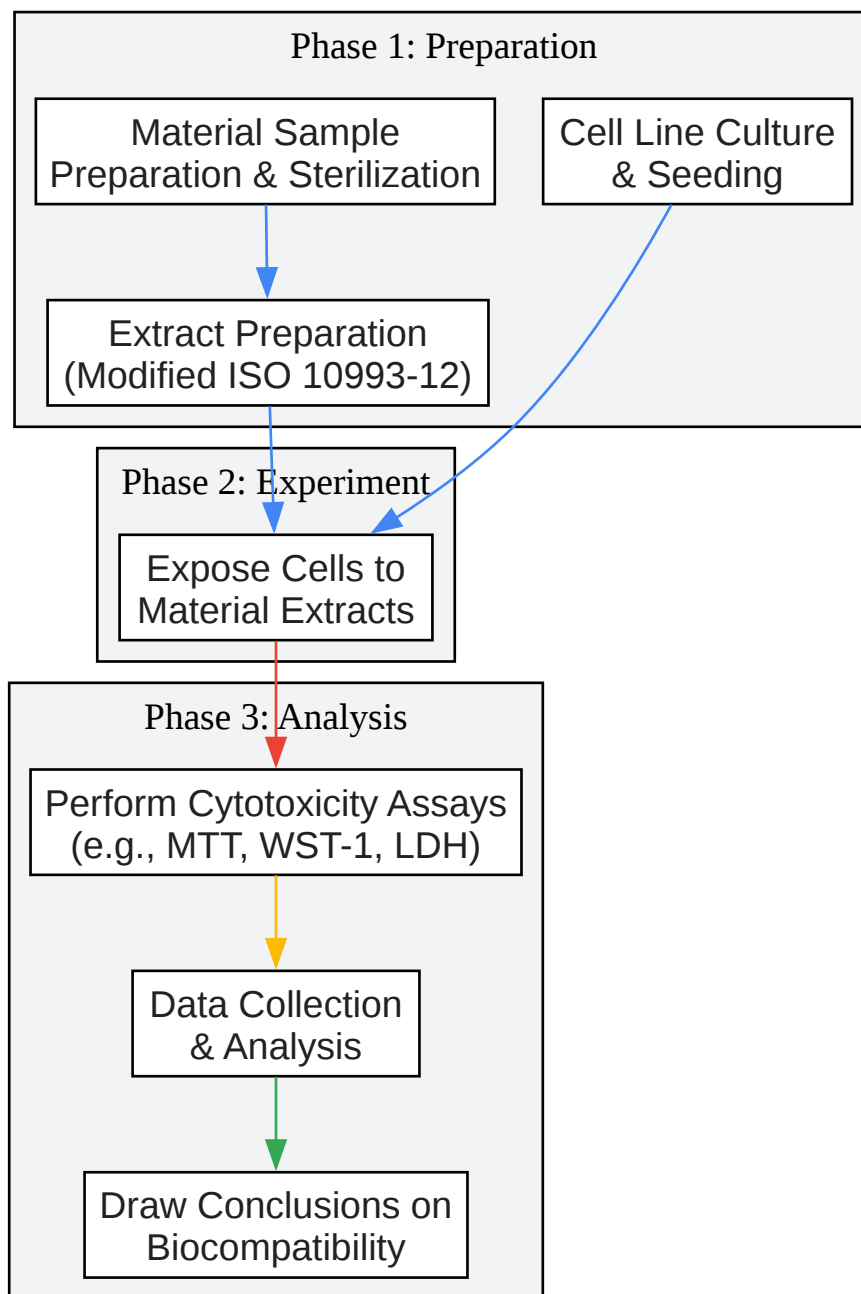 Phase 1: Preparation
Material Sample
Preparation & Sterilization
Cell Line Culture
& Seeding
Extract Preparation
(Modified ISO 10993-12)
Phase 2: Experiment
Expose Cells to
Material Extracts
Phase 3: Analysis
Perform Cytotoxicity Assays
(e.g., MTT, WST-1, LDH)
Data Collection
& Analysis
Draw Conclusions on
Biocompatibility